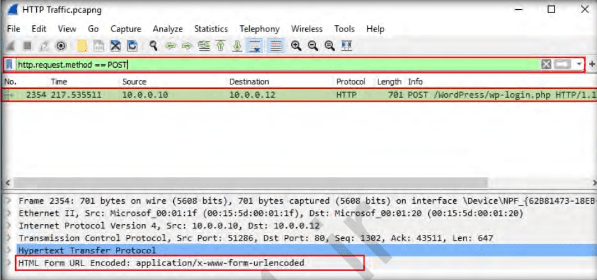 HTTP Traffic.pcapng
File Edit View Go Capture Analyze Statistics Telephony Wireless Tools Help
http.request.method == POST
No. Time Source Destination Protocol Length Info
2354 217.535511 10.0.0.10 10.0.0.12 HTTP 701 POST /WordPress/wp-login.php HTTP/1.1
Frame 2354: 701 bytes on wire (5608 bits), 701 bytes captured (5608 bits) on interface \Device\NPF_{62B81473-18EB
Ethernet II, Src: Microsof_00:01:1f (00:15:5d:00:01:1f), Dst: Microsof_00:01:20 (00:15:5d:00:01:20)
Internet Protocol Version 4, Src: 10.0.0.10, Dst: 10.0.0.12
Transmission Control Protocol, Src Port: 51286, Dst Port: 80, Seq: 1302, Ack: 43511, Len: 647
Hypertext Transfer Protocol
HTML Form URL Encoded: application/x-www-form-urlencoded